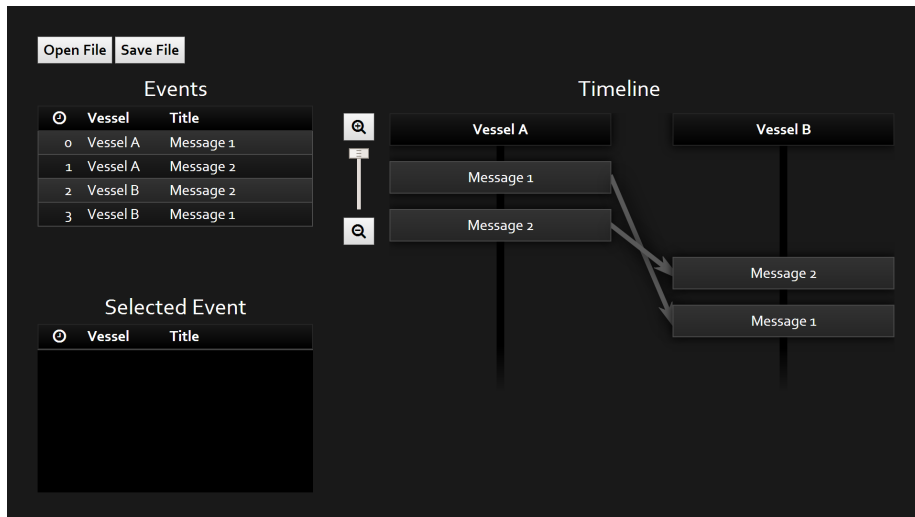 Open File Save File
Events
Vessel Title
0 Vessel A Message 1
1 Vessel A Message 2
2 Vessel B Message 2
3 Vessel B Message 1
Selected Event
Vessel Title
Timeline
Vessel A Vessel B
Message 1
Message 2
Message 2
Message 1